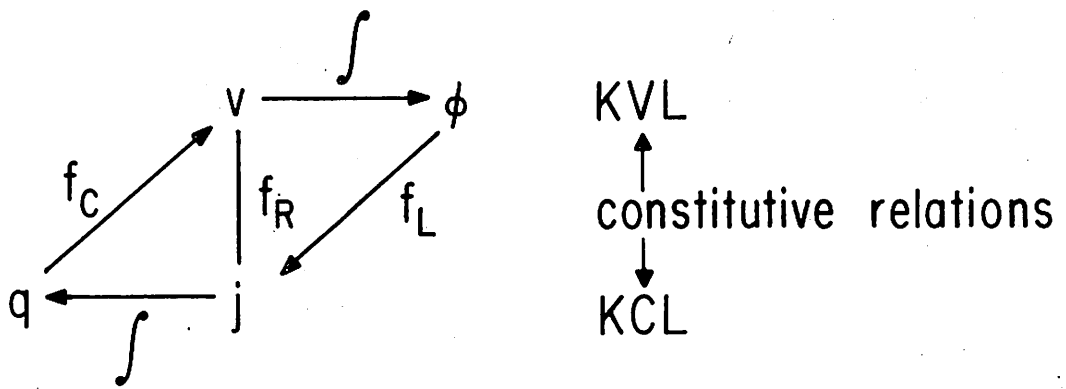 ∫
v ϕ KVL
f_C f_R f_L constitutive relations
q j KCL
∫